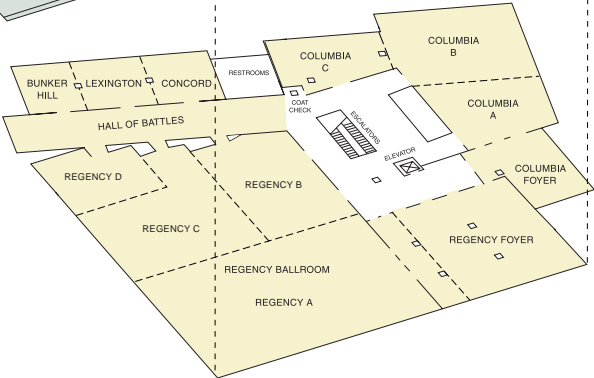 COLUMBIA
B
COLUMBIA
C
RESTROOMS
BUNKER
HILL
LEXINGTON
CONCORD
COAT
CHECK
COLUMBIA
A
HALL OF BATTLES
ESCALATORS
ELEVATOR
COLUMBIA
FOYER
REGENCY D
REGENCY B
REGENCY C
REGENCY FOYER
REGENCY BALLROOM
REGENCY A